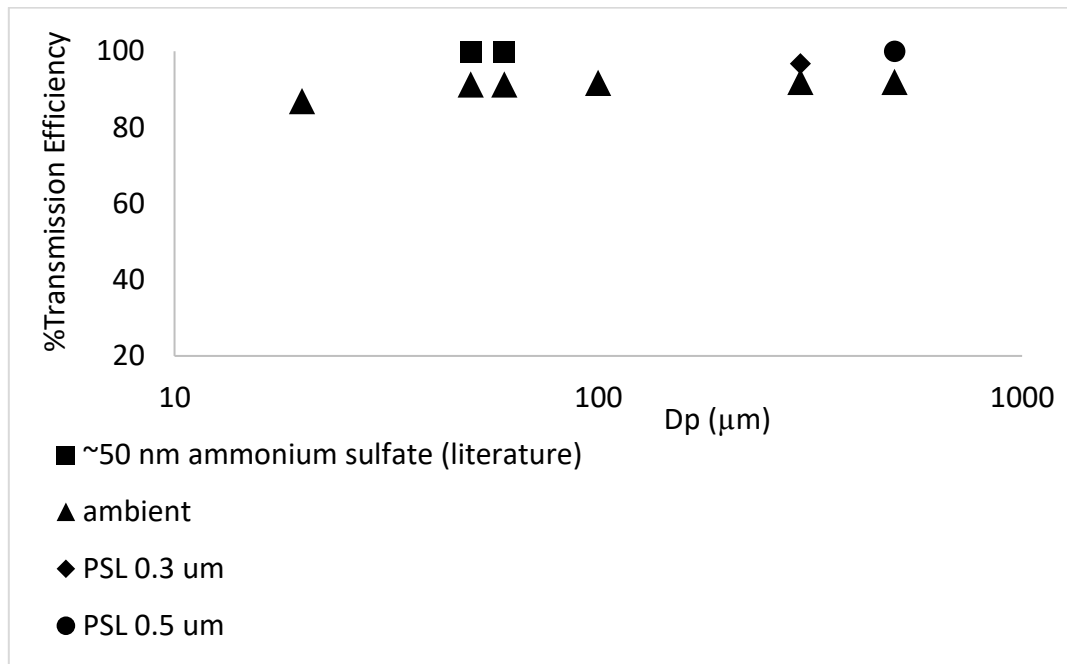 %Transmission Efficiency
100
80
60
40
20
10
100
1000
Dp (μm)
~50 nm ammonium sulfate (literature)
ambient
PSL 0.3 um
PSL 0.5 um